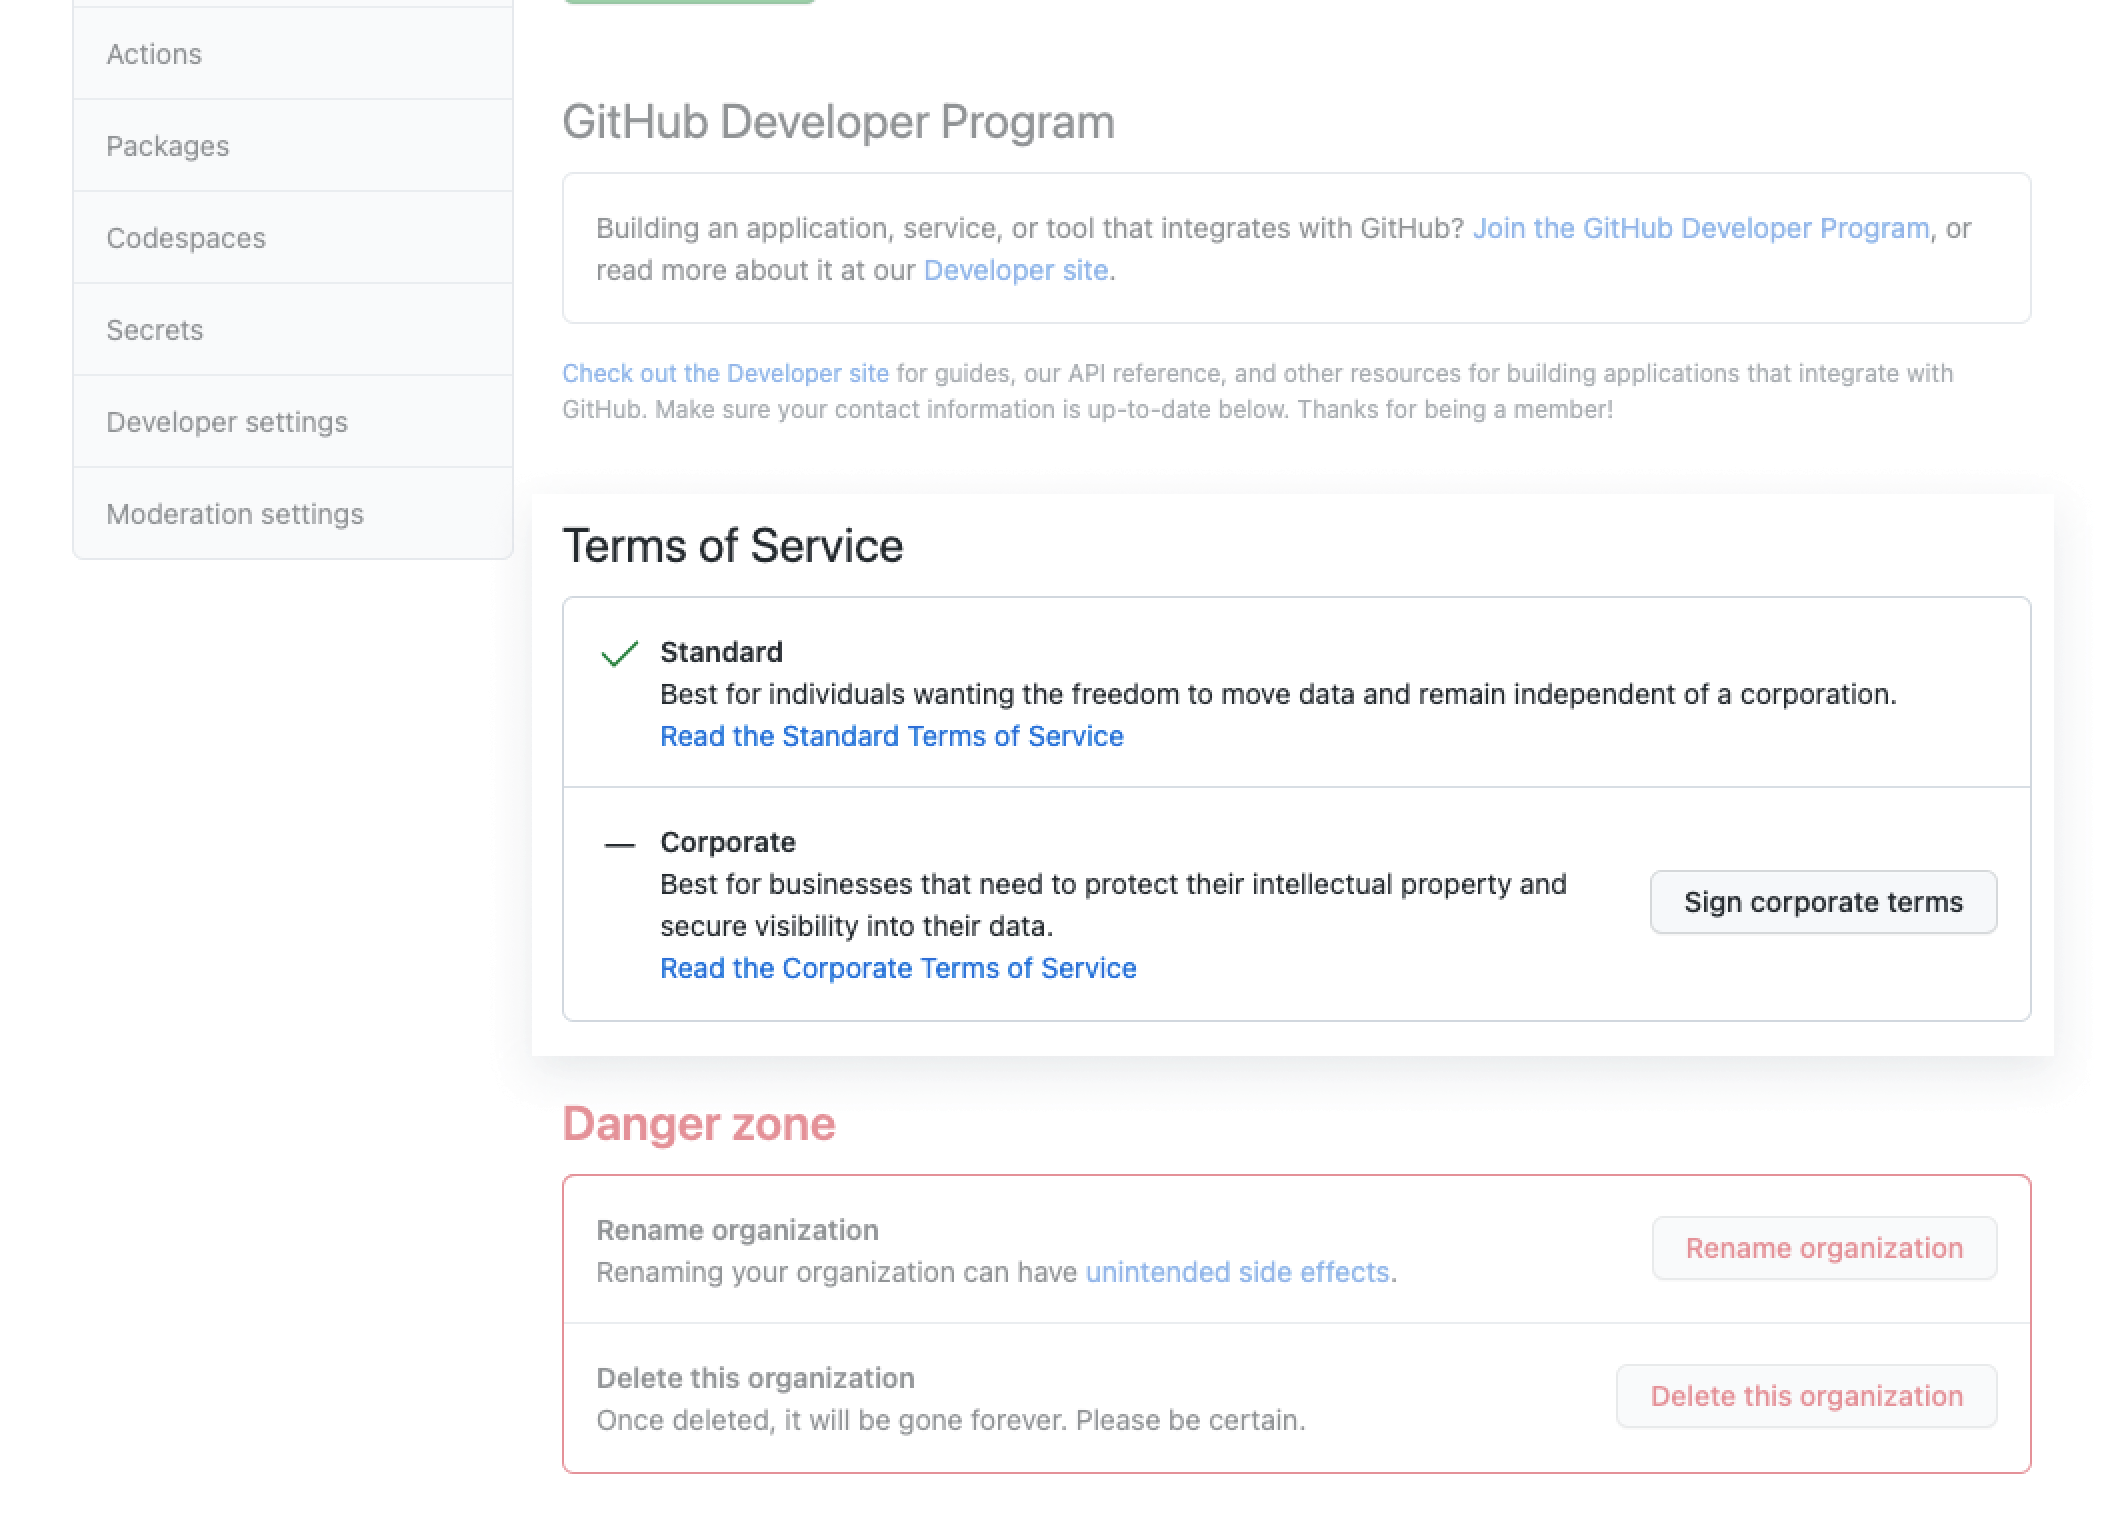 Actions
Packages
Codespaces
Secrets
Developer settings
Moderation settings
GitHub Developer Program
Building an application, service, or tool that integrates with GitHub? Join the GitHub Developer Program, or
read more about it at our Developer site.
Check out the Developer site for guides, our API reference, and other resources for building applications that integrate with
GitHub. Make sure your contact information is up-to-date below. Thanks for being a member!
Terms of Service
Standard
Best for individuals wanting the freedom to move data and remain independent of a corporation.
Read the Standard Terms of Service
Corporate
Best for businesses that need to protect their intellectual property and
secure visibility into their data.
Read the Corporate Terms of Service
Sign corporate terms
Danger zone
Rename organization
Renaming your organization can have unintended side effects.
Rename organization
Delete this organization
Once deleted, it will be gone forever. Please be certain.
Delete this organization